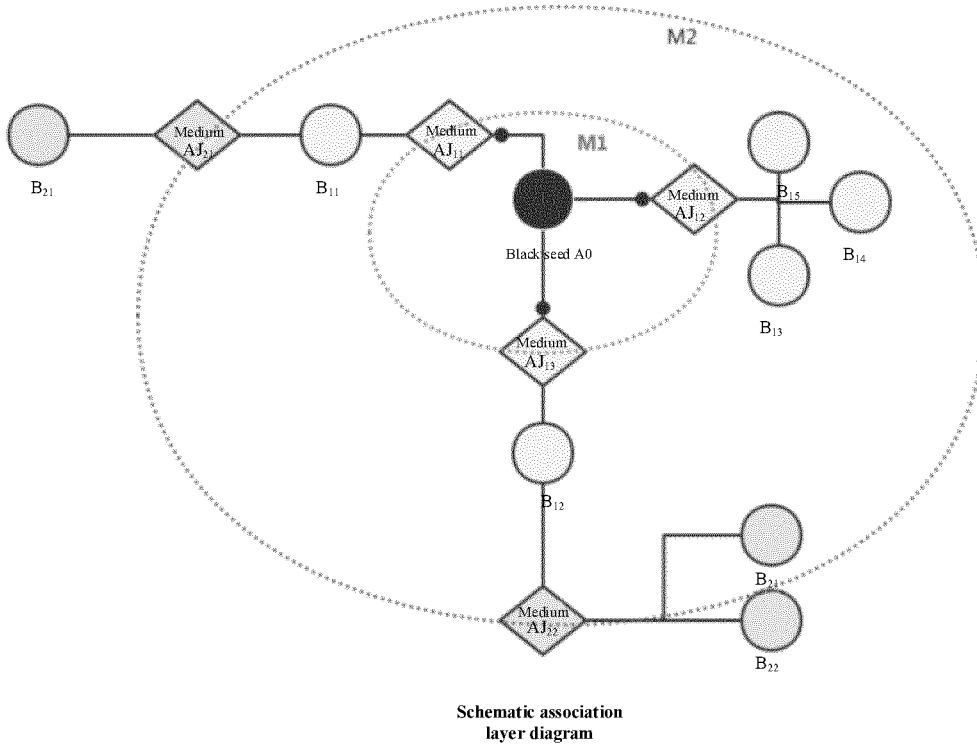 M2
Medium
AJ₂₁
Medium
AJ₁₁
M1
B₂₁
B₁₁
Medium
AJ₁₂
B₁₅
B₁₄
B₁₃
Black seed A0
Medium
AJ₁₃
B₁₂
B₂₁
Medium
AJ₂₂
B₂₂
Schematic association
layer diagram